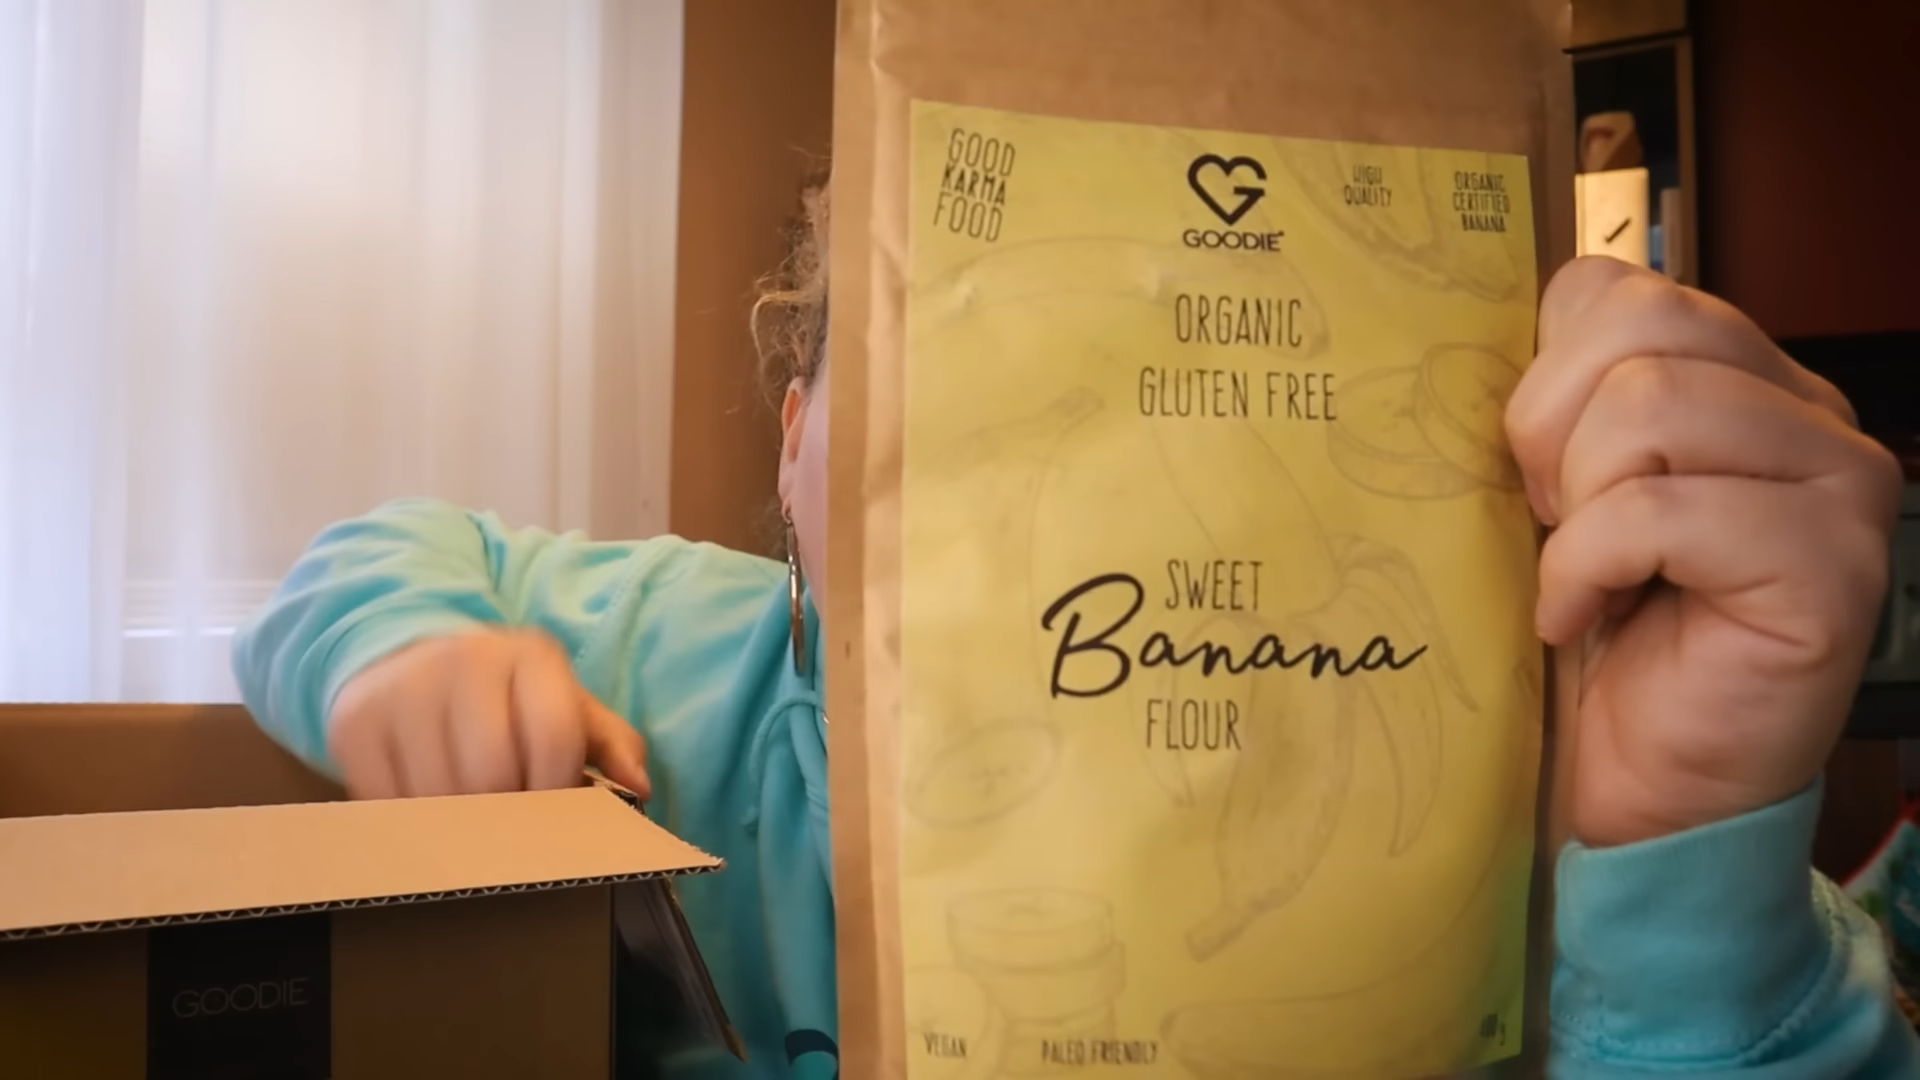 GOOD
KARMA
FOOD
GOODIE
HIGH
QUALITY
ORGANIC
CERTIFIED
BANANA
ORGANIC
GLUTEN FREE
SWEET
Banana
FLOUR
VEGAN
PALEO FRIENDLY
GOODIE